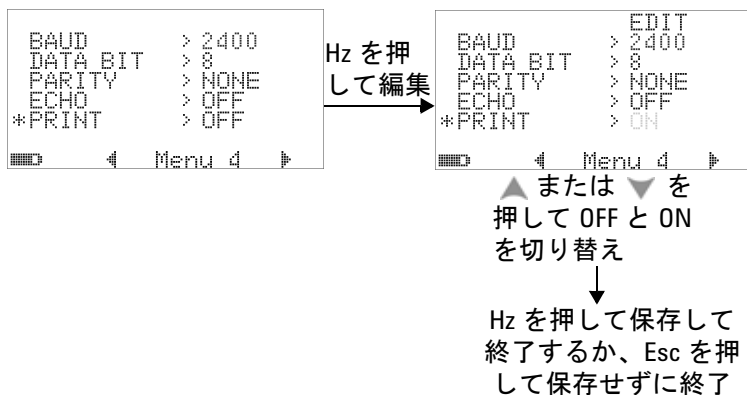 BAUD > 2400
DATA BIT > 8
PARITY > NONE
ECHO > OFF
*PRINT > OFF
Menu 4
Hz を押
して編集
EDIT
BAUD > 2400
DATA BIT > 8
PARITY > NONE
ECHO > OFF
*PRINT > ON
Menu 4
または を
押して OFF と ON
を切り替え
Hz を押して保存して
終了するか、Esc を押
して保存せずに終了